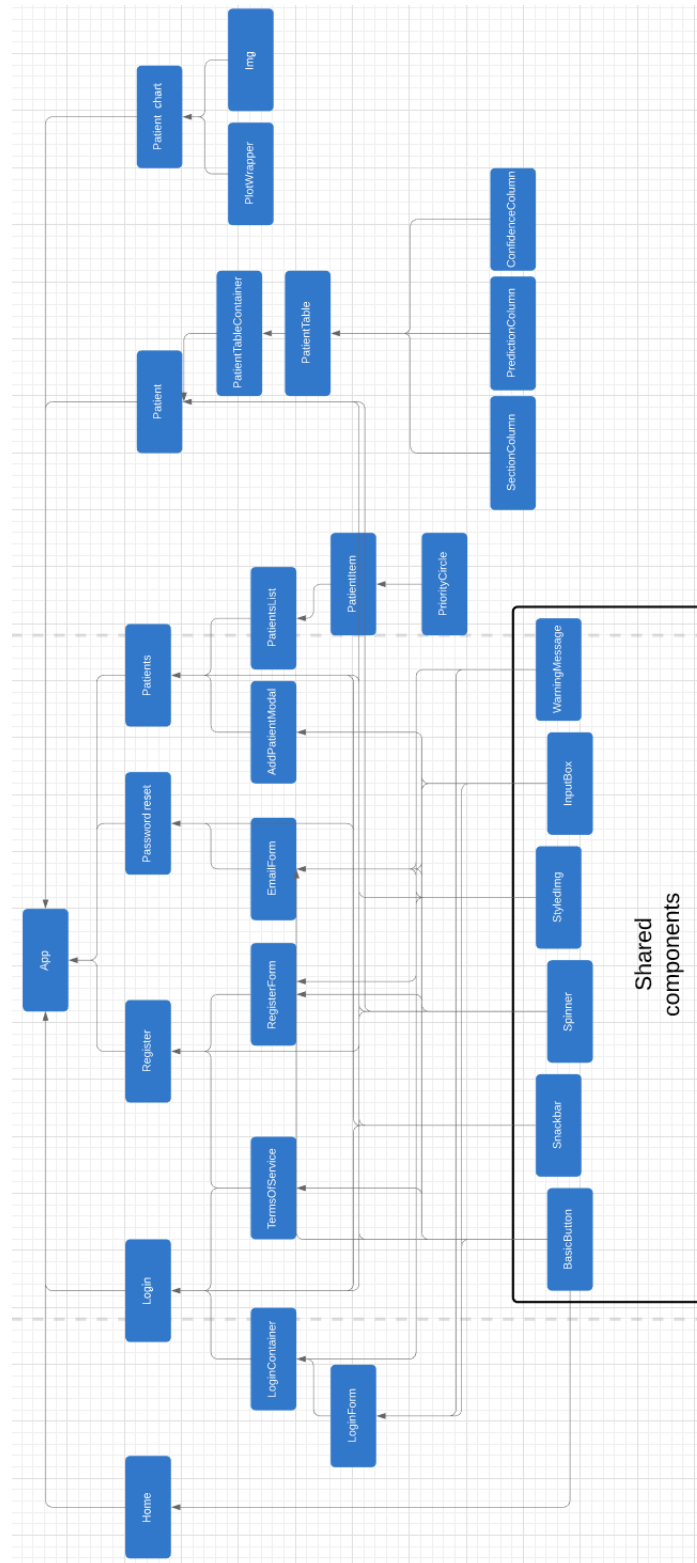 App
Home
Login
Register
Password reset
Patients
Patient
Patient chart
LoginContainer
TermsOfService
RegisterForm
EmailForm
AddPatientModal
PatientsList
PatientTableContainer
PlotWrapper
Img
LoginForm
PatientItem
PatientTable
PriorityCircle
SectionColumn
PredictionColumn
ConfidenceColumn
BasicButton
Snackbar
Spinner
StyledImg
InputBox
WarningMessage
Shared
components